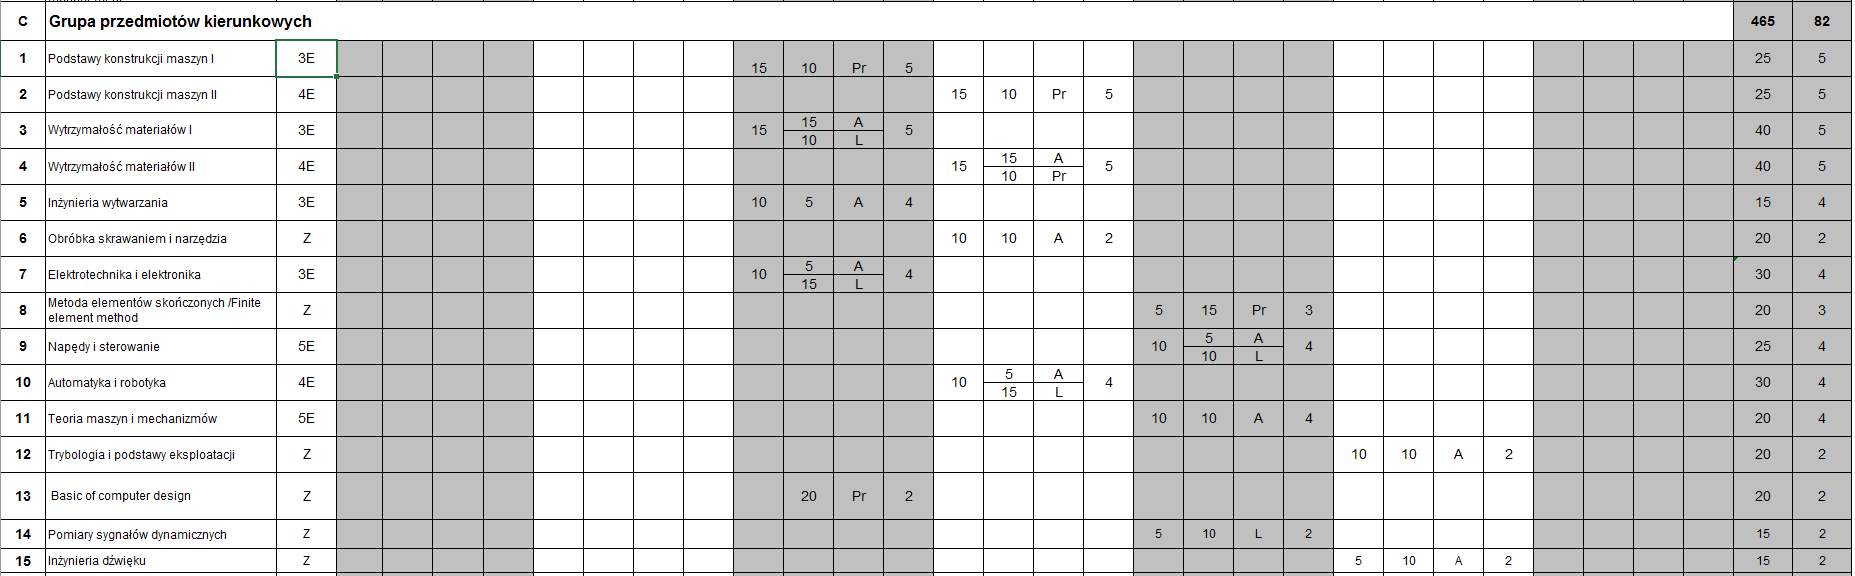 C Grupa przedmiotów kierunkowych 465 82
1 Podstawy konstrukcji maszyn I 3E 15 10 Pr 5 25 5
2 Podstawy konstrukcji maszyn II 4E 15 10 Pr 5 25 5
3 Wytrzymałość materiałów I 3E 15 15 A 5 40 5
10 L
4 Wytrzymałość materiałów II 4E 15 15 A 5 40 5
10 Pr
5 Inżynieria wytwarzania 3E 10 5 A 4 15 4
6 Obróbka skrawaniem i narzędzia Z 10 10 A 2 20 2
7 Elektrotechnika i elektronika 3E 10 5 A 4 30 4
15 L
8 Metoda elementów skończonych /Finite
element method Z 5 15 Pr 3 20 3
9 Napędy i sterowanie 5E 10 5 A 4 25 4
10 L
10 Automatyka i robotyka 4E 10 5 A 4 30 4
15 L
11 Teoria maszyn i mechanizmów 5E 10 10 A 4 20 4
12 Trybologia i podstawy eksploatacji Z 10 10 A 2 20 2
13 Basic of computer design Z 20 Pr 2 20 2
14 Pomiary sygnałów dynamicznych Z 5 10 L 2 15 2
15 Inżynieria dźwięku Z 5 10 A 2 15 2